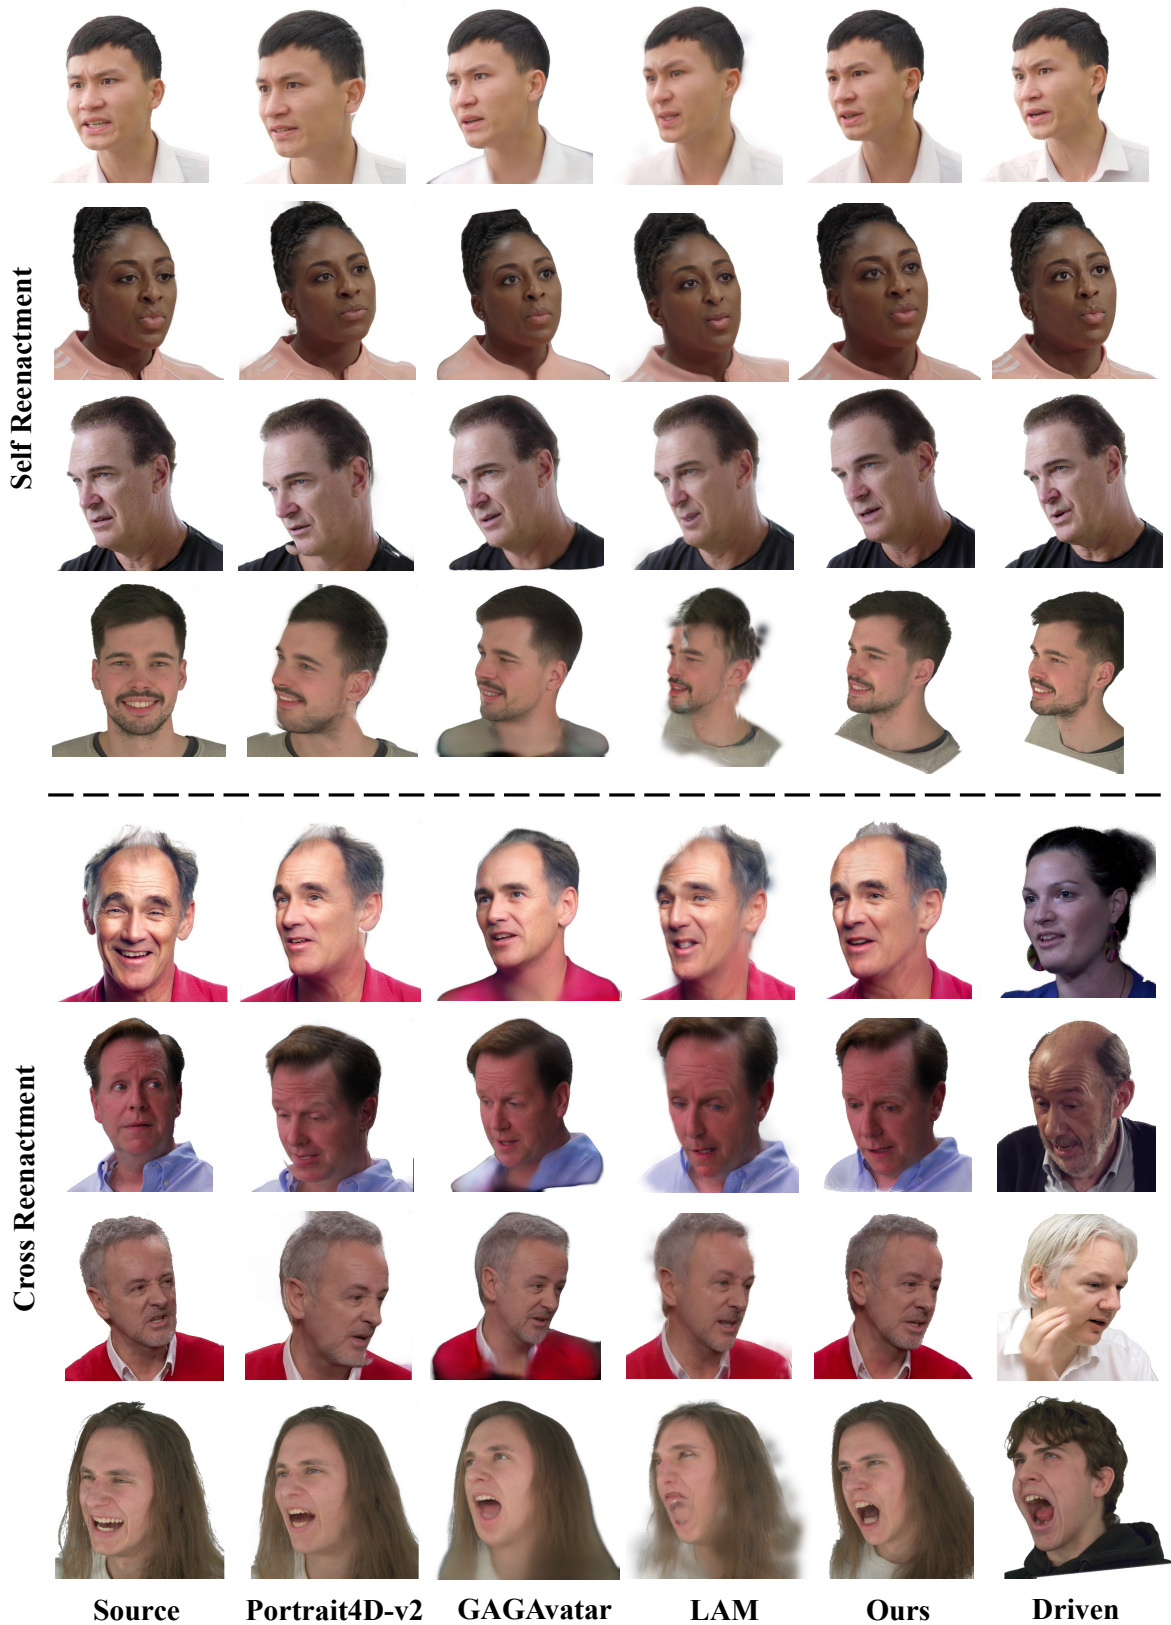 Self Reenactment
Cross Reenactment
Source
Portrait4D-v2
GAGAvatar
LAM
Ours
Driven